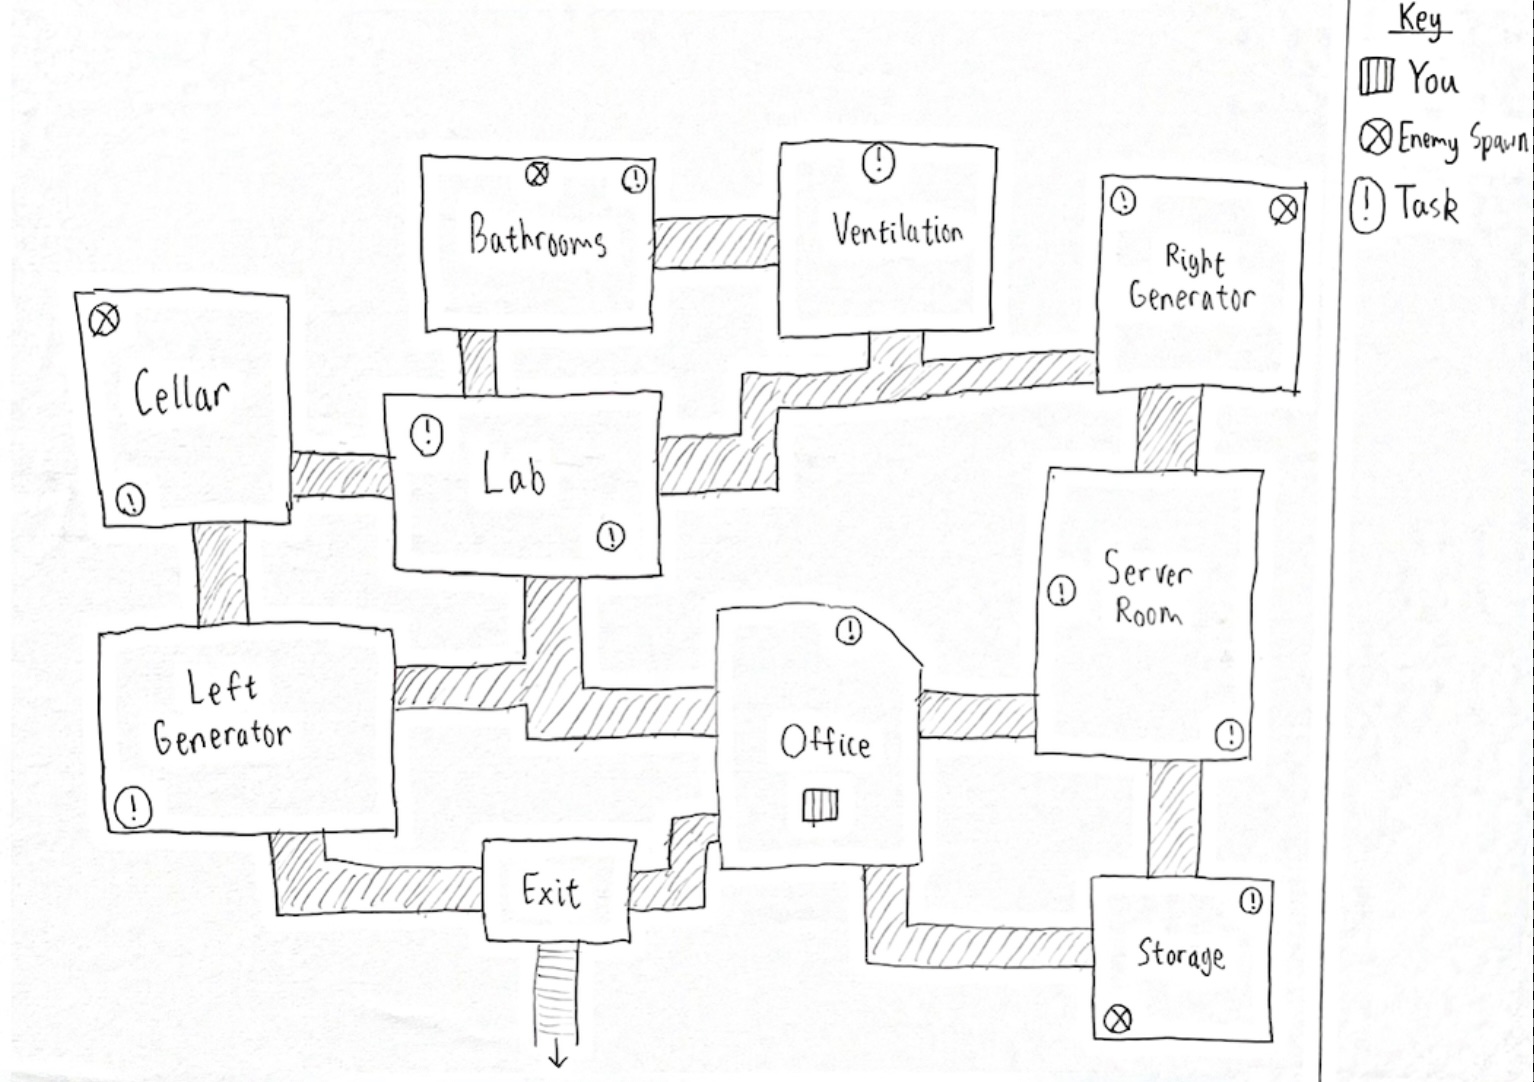 Key
You
Enemy Spawn
! Task
! Bathrooms
! Ventilation
! Right
Generator
Cellar
!
! Lab
!
Left
Generator
!
! Office
! Server
Room
!
Exit
! Storage